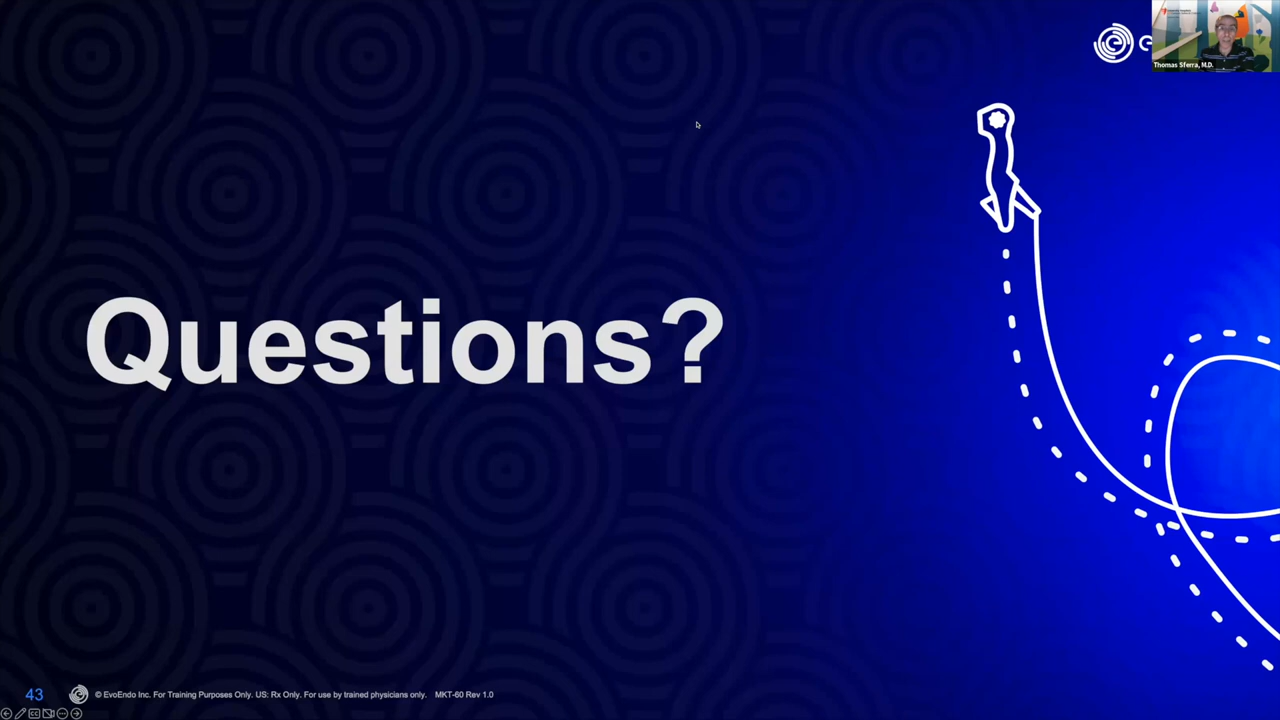 Thomas Sferra, M.D.
Questions?
43
© EvoEndo Inc. For Training Purposes Only. US: Rx Only. For use by trained physicians only. MKT-60 Rev 1.0